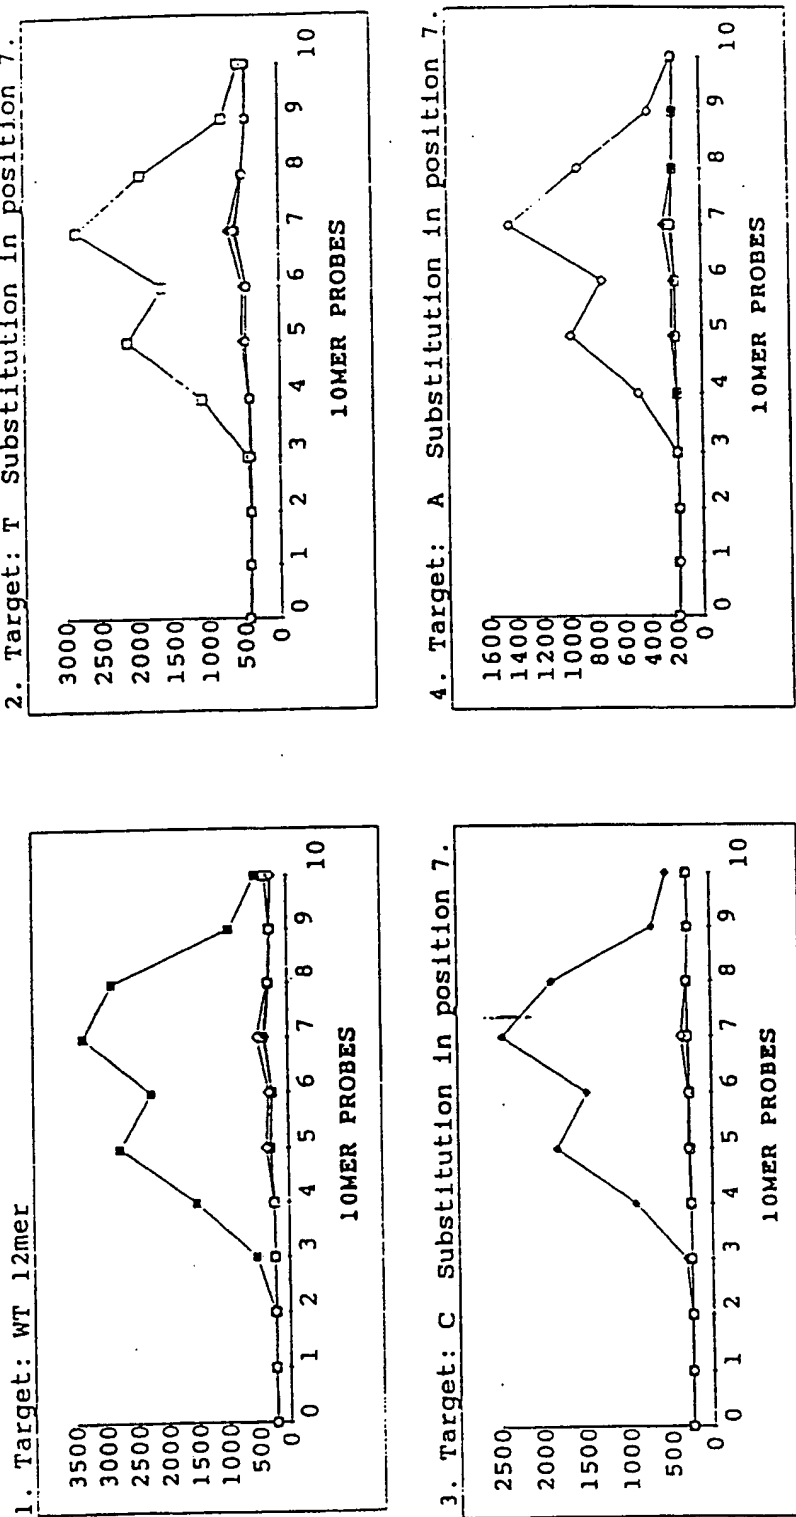 1. Target: WT 12mer
3500
3000
2500
2000
1500
1000
500
0
0 1 2 3 4 5 6 7 8 9 10
10MER PROBES
2. Target: T Substitution in position 7.
3000
2500
2000
1500
1000
500
0
0 1 2 3 4 5 6 7 8 9 10
10MER PROBES
3. Target: C Substitution in position 7.
2500
2000
1500
1000
500
0
0 1 2 3 4 5 6 7 8 9 10
10MER PROBES
4. Target: A Substitution in position 7.
1600
1400
1200
1000
800
600
400
200
0
0 1 2 3 4 5 6 7 8 9 10
10MER PROBES